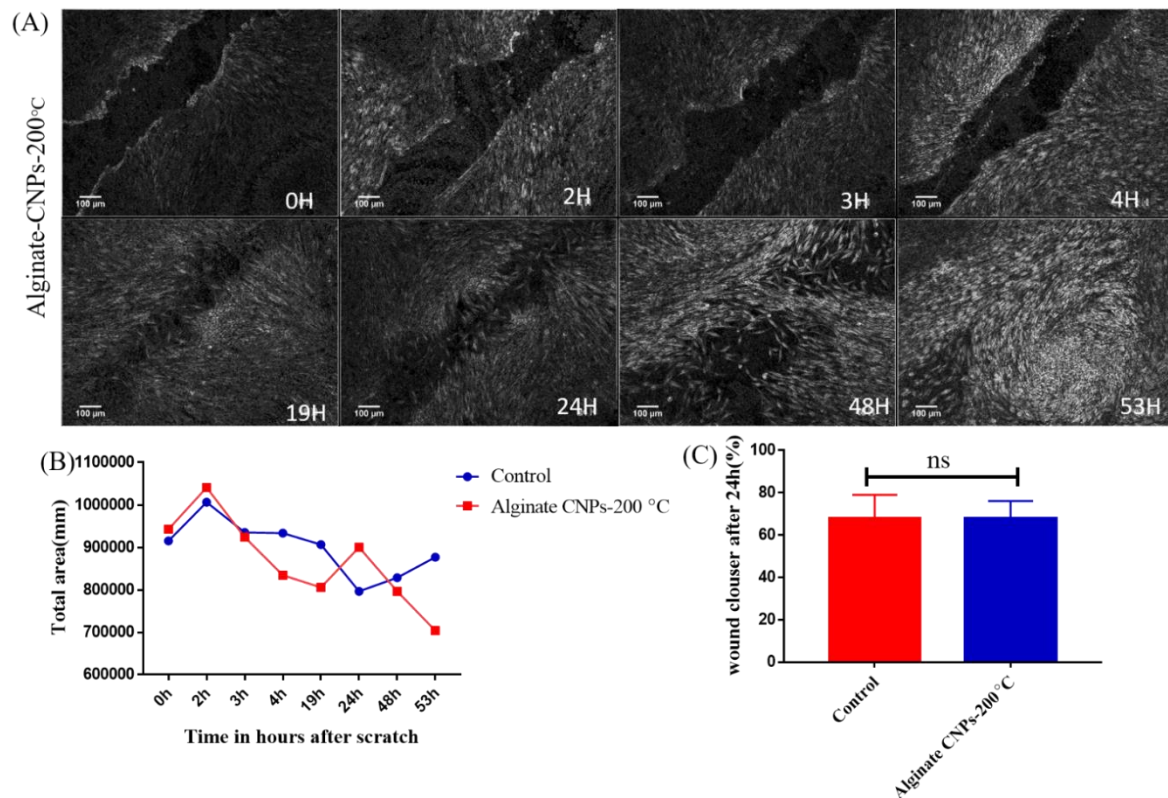 (A)
Alginate-CNPs-200°C
100 µm
0H
100 µm
2H
100 µm
3H
100 µm
4H
100 µm
19H
100 µm
24H
100 µm
48H
100 µm
53H
(B)
Total area(mm)
1100000
1000000
900000
800000
700000
600000
0h
2h
3h
4h
19h
24h
48h
53h
Time in hours after scratch
Control
Alginate CNPs-200 °C
(C)
wound clouser after 24h(%)
100
80
60
40
20
0
ns
Control
Alginate CNPs-200 °C